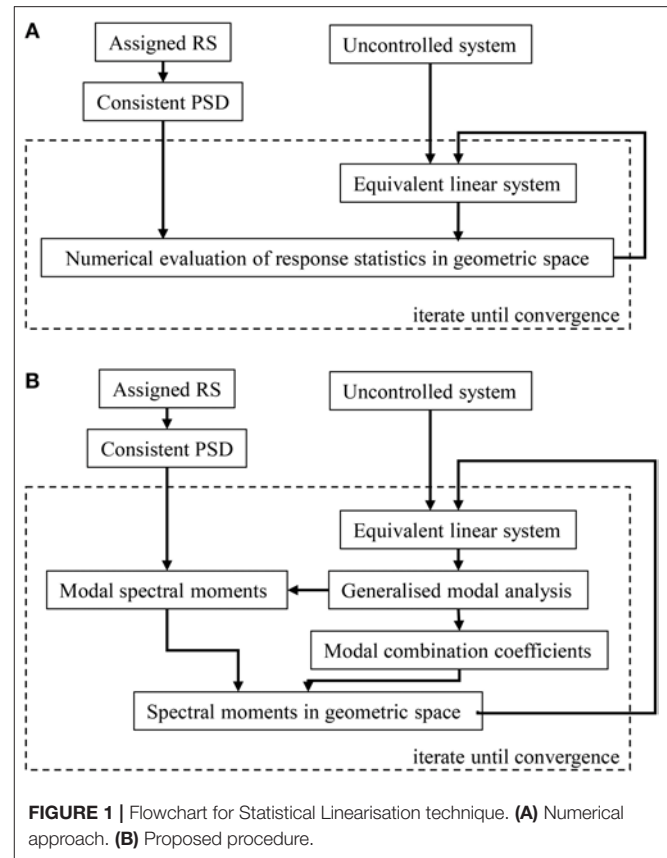 A
Assigned RS
Uncontrolled system
Consistent PSD
Equivalent linear system
Numerical evaluation of response statistics in geometric space
iterate until convergence
B
Assigned RS
Uncontrolled system
Consistent PSD
Equivalent linear system
Modal spectral moments
Generalised modal analysis
Modal combination coefficients
Spectral moments in geometric space
iterate until convergence
FIGURE 1 | Flowchart for Statistical Linearisation technique. (A) Numerical
approach. (B) Proposed procedure.